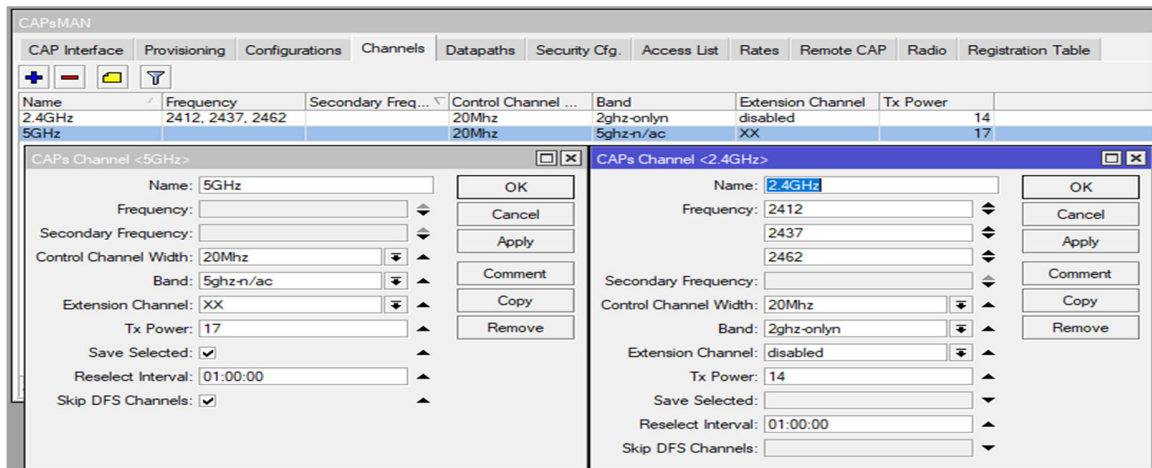 CAPsMAN
CAP Interface Provisioning Configurations Channels Datapaths Security Cfg. Access List Rates Remote CAP Radio Registration Table
Name Frequency Secondary Freq... Control Channel ... Band Extension Channel Tx Power
2.4GHz 2412, 2437, 2462 20Mhz 2ghz-onlyn disabled 14
5GHz 20Mhz 5ghz-n/ac XX 17
CAPs Channel <5GHz>
Name: 5GHz OK
Frequency: Cancel
Secondary Frequency: Apply
Control Channel Width: 20Mhz
Band: 5ghz-n/ac Comment
Extension Channel: XX Copy
Tx Power: 17 Remove
Save Selected:
Reselect Interval: 01:00:00
Skip DFS Channels:
CAPs Channel <2.4GHz>
Name: 2.4GHz OK
Frequency: 2412 Cancel
2437 Apply
2462
Secondary Frequency: Comment
Control Channel Width: 20Mhz Copy
Band: 2ghz-onlyn Remove
Extension Channel: disabled
Tx Power: 14
Save Selected:
Reselect Interval: 01:00:00
Skip DFS Channels: